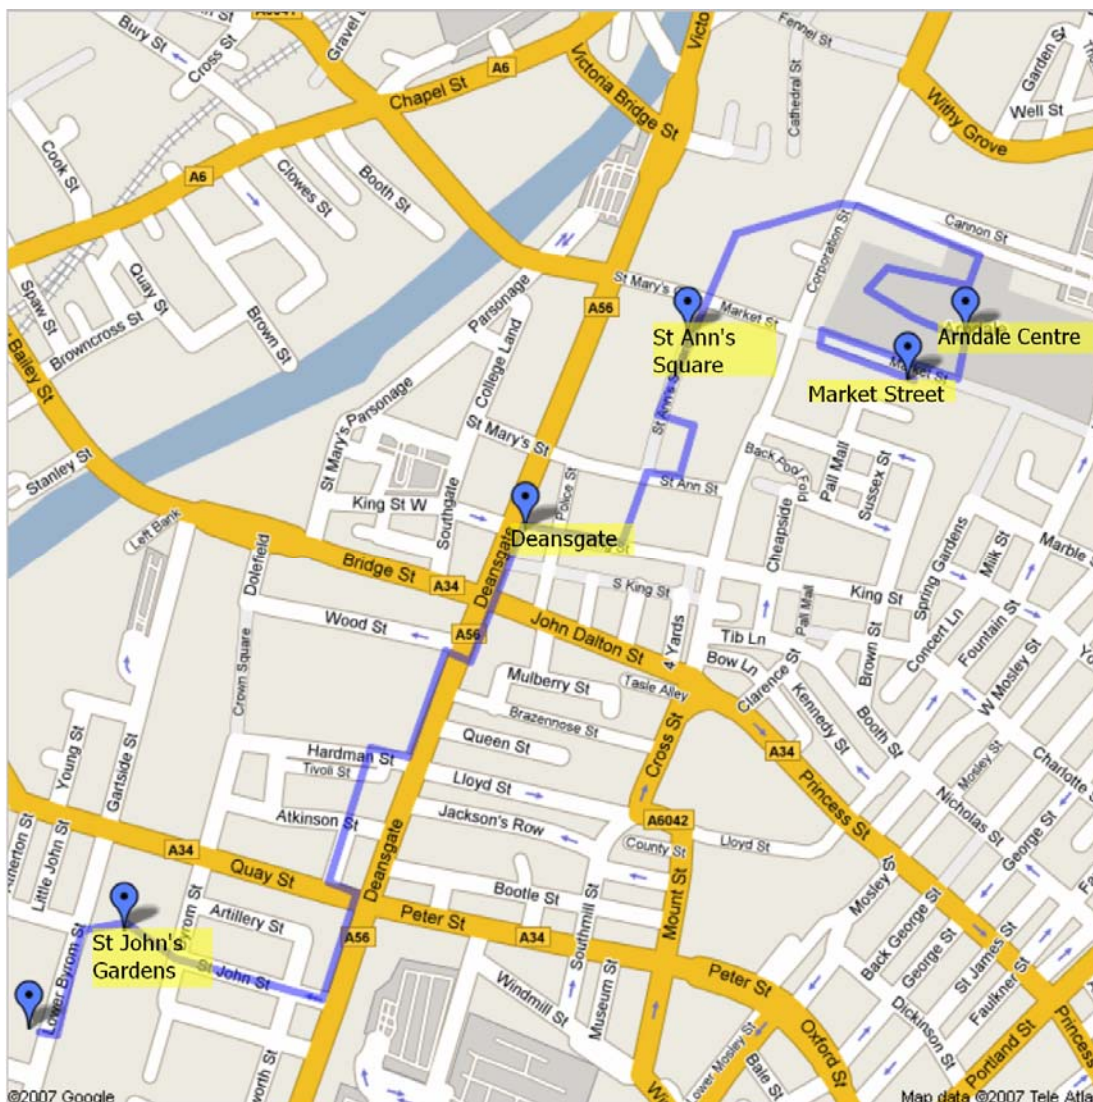 Bury St
Cross St
Gravel
A6041
Chapel St
A6
Victoria Bridge St
Fennel St
Cathedral St
Garden St
Well St
Withy Grove
Cook St
A6
Clowes St
Booth St
Corporation St
Cannon St
Spaw St
Quay St
Browncross St
Brown St
Parsonage
St Mary's
A56
Market St
St Ann's
Square
Arndale Centre
Market St
Market Street
Bailey St
College Land
St Mary's Parsonage
St Ann's S
St Mary's St
Stanley St
King St W
Southgate
Police St
St Ann St
Back Pool Fold
Pall Mall
Sussex St
Cheapside
Left Bank
Deansgate
Marble
Milk St
Spring Gardens
Dolefield
Bridge St
A34
Deansgate
S King St
King St
Wood St
A56
John Dalton St
4 Yards
Tib Ln
Pall Mall
Brown St
Concert Ln
Fountain St
W Mosley St
Bow Ln
Clarence St
Crown Square
Mulberry St
Tasle Alley
Kennedy St
Booth St
Brazennose St
Cross St
A34
Young St
Gartside St
Hardman St
Tivoli St
Queen St
Lloyd St
Princess St
Mosley St
Charlotte
Nicholas St
Atkinson St
Jackson's Row
A6042
Lloyd St
County St
George St
Deansgate
A34
Quay St
Little John St
Bootle St
Mount St
Mosley St
Artillery St
Peter St
A34
Southmill St
Back George St
St John's
Gardens
Byrom St
A56
St John St
Lower Byrom St
Windmill St
Museum St
Peter St
George St
St James St
Faulkner St
Dickinson St
Oxford St
Portland St
Princess
Lower Mosley St
Bale St
©2007 Google
Map data ©2007 Tele Atla